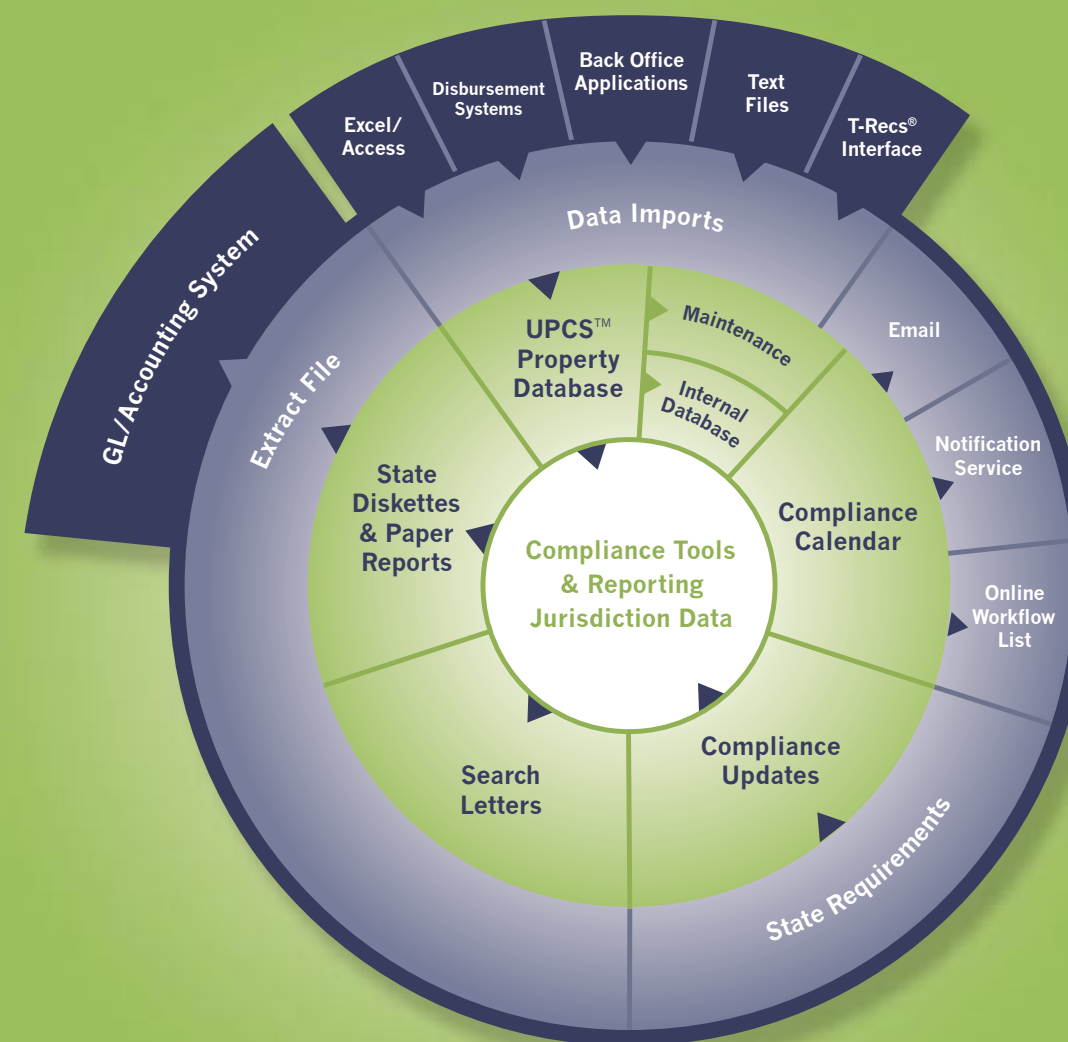 Back Office
Applications
Disbursement
Systems
Text
Files
Excel/
Access
T-Recs®
Interface
GL/Accounting System
Data Imports
Extract File
Email
Notification
Service
Online
Workflow
List
State Requirements
UPCS™
Property
Database
Maintenance
Internal
Database
State
Diskettes
& Paper
Reports
Compliance
Calendar
Compliance Tools
& Reporting
Jurisdiction Data
Search
Letters
Compliance
Updates